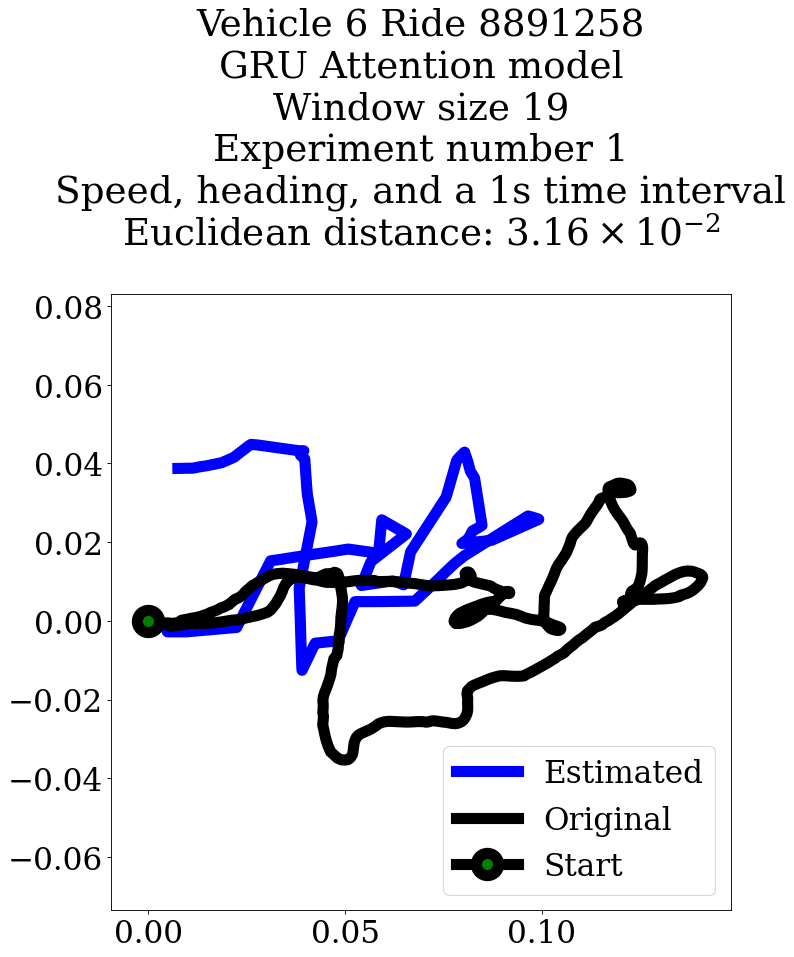 Vehicle 6 Ride 8891258
GRU Attention model
Window size 19
Experiment number 1
Speed, heading, and a 1s time interval
Euclidean distance: 3.16 × 10⁻²
0.08
0.06
0.04
0.02
0.00
−0.02
−0.04
−0.06
Estimated
Original
Start
0.00 0.05 0.10